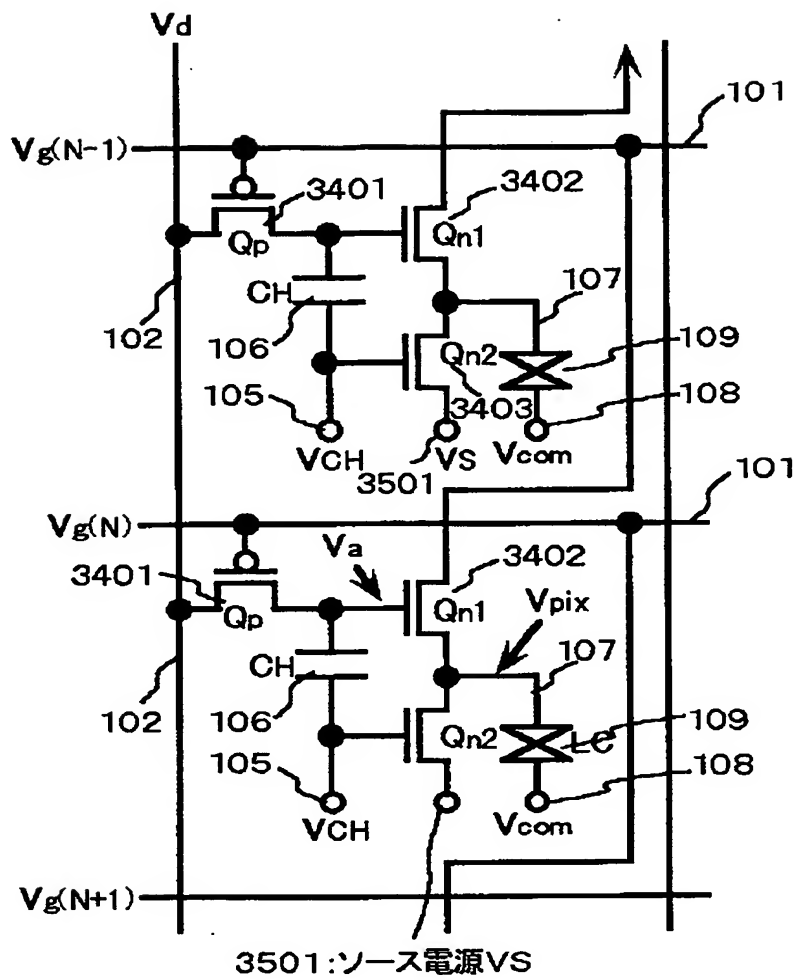 Vd
101
Vg(N-1)
3401
3402
Qp
Qn1
CH
107
102
106
Qn2
109
3403
105
108
VCH
VS
Vcom
3501
101
Vg(N)
Va
3402
3401
Qp
Qn1
Vpix
CH
107
102
106
Qn2
LC
109
105
108
VCH
Vcom
Vg(N+1)
3501:ソース電源VS